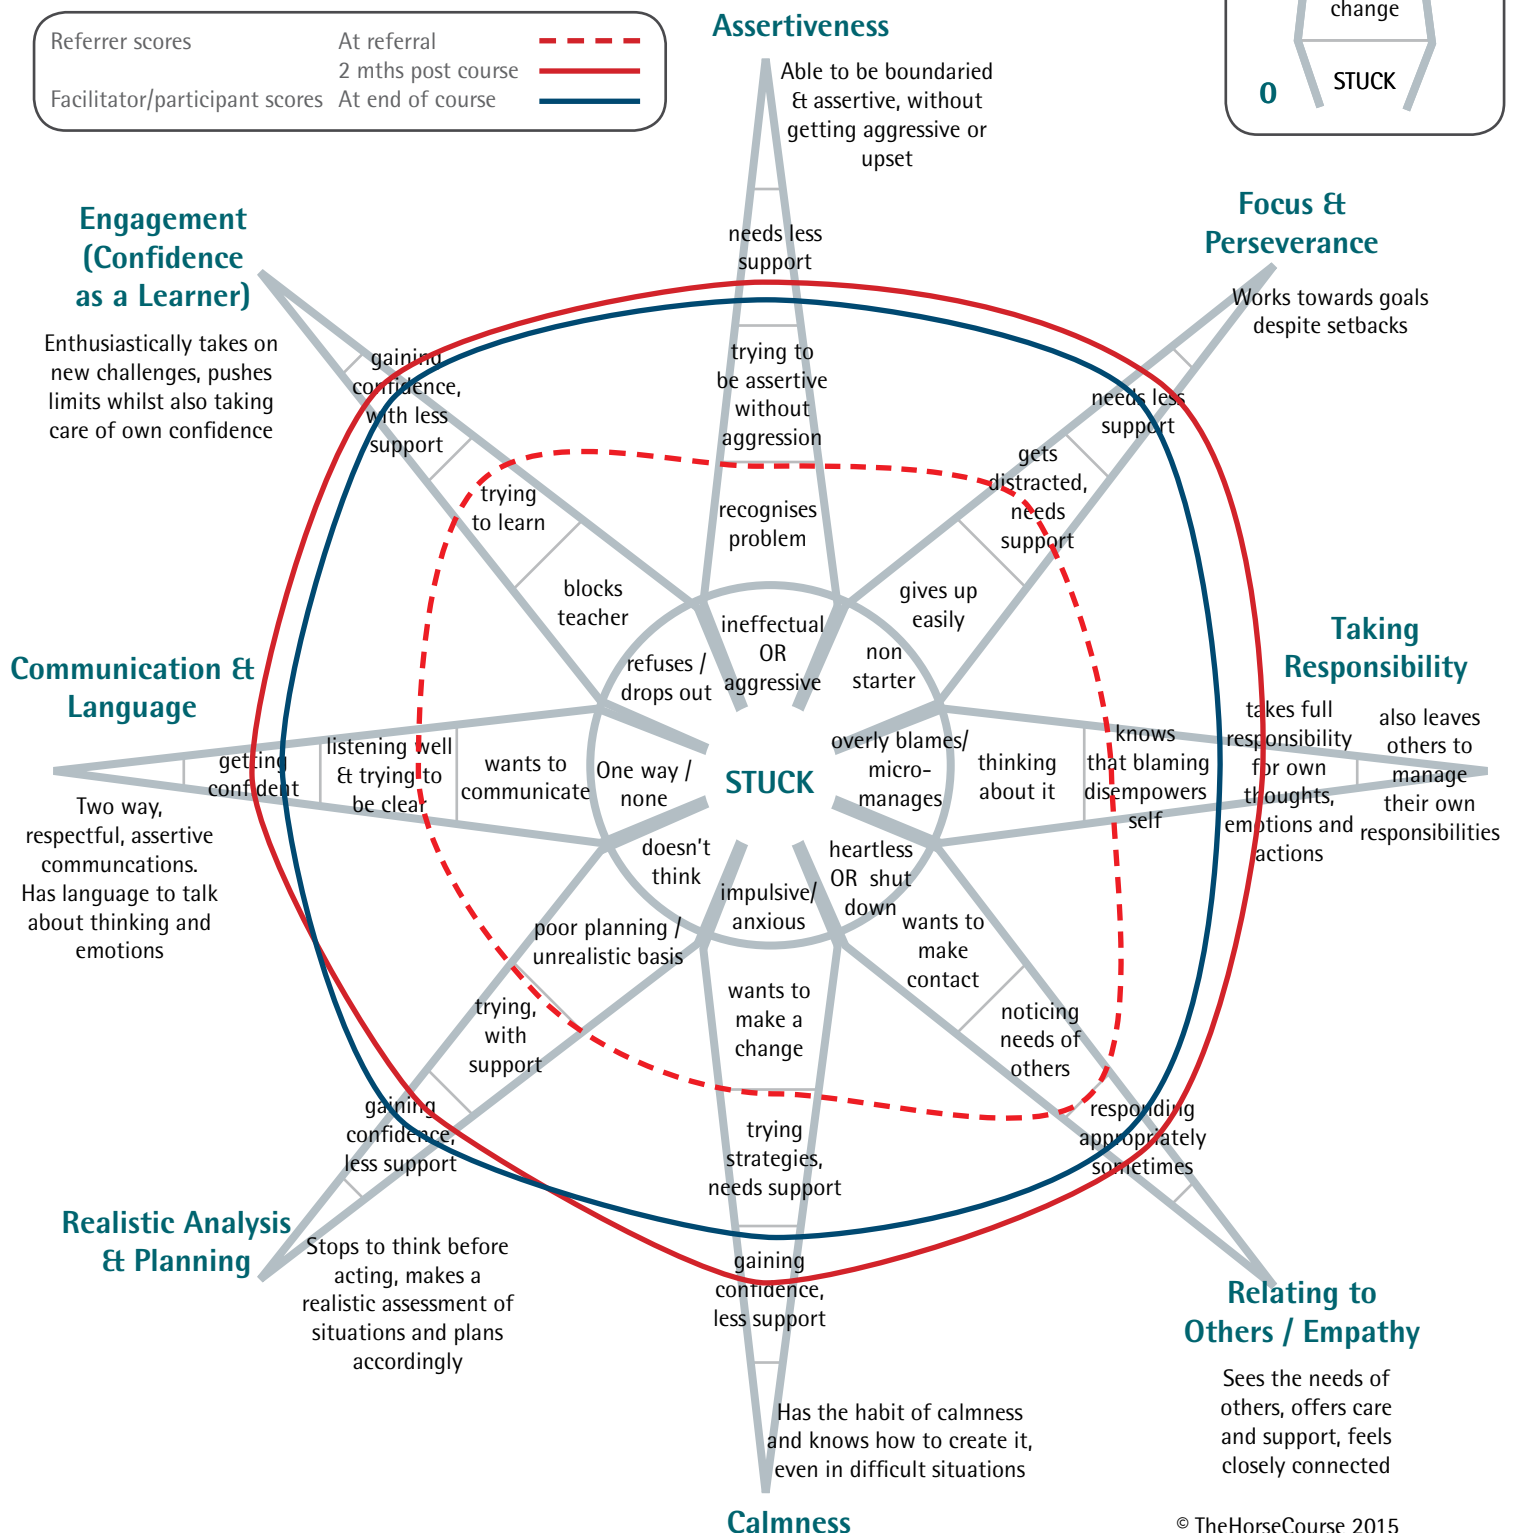 Referrer scores
At referral
2 mths post course
Facilitator/participant scores
At end of course
change
0
STUCK
Assertiveness
Able to be boundaried
& assertive, without
getting aggressive or
upset
needs less
support
trying to
be assertive
without
aggression
recognises
problem
ineffectual
OR
aggressive
Focus &
Perseverance
Works towards goals
despite setbacks
needs less
support
gets
distracted,
needs
support
gives up
easily
non
starter
Engagement
(Confidence
as a Learner)
Enthusiastically takes on
new challenges, pushes
limits whilst also taking
care of own confidence
gaining
confidence,
with less
support
trying
to learn
blocks
teacher
refuses /
drops out
Taking
Responsibility
also leaves
others to
manage
their own
responsibilities
takes full
responsibility
for own
thoughts,
emotions and
actions
knows
that blaming
disempowers
self
thinking
about it
overly blames/
micro-
manages
STUCK
Communication &
Language
Two way,
respectful, assertive
communcations.
Has language to talk
about thinking and
emotions
getting
confident
listening well
& trying to
be clear
wants to
communicate
One way /
none
doesn't
think
poor planning /
unrealistic basis
trying,
with
support
gaining
confidence,
less support
Realistic Analysis
& Planning
Stops to think before
acting, makes a
realistic assessment of
situations and plans
accordingly
impulsive/
anxious
wants to
make a
change
trying
strategies,
needs support
gaining
confidence,
less support
Has the habit of calmness
and knows how to create it,
even in difficult situations
Calmness
heartless
OR shut
down
wants to
make
contact
noticing
needs of
others
responding
appropriately
sometimes
Relating to
Others / Empathy
Sees the needs of
others, offers care
and support, feels
closely connected
© TheHorseCourse 2015